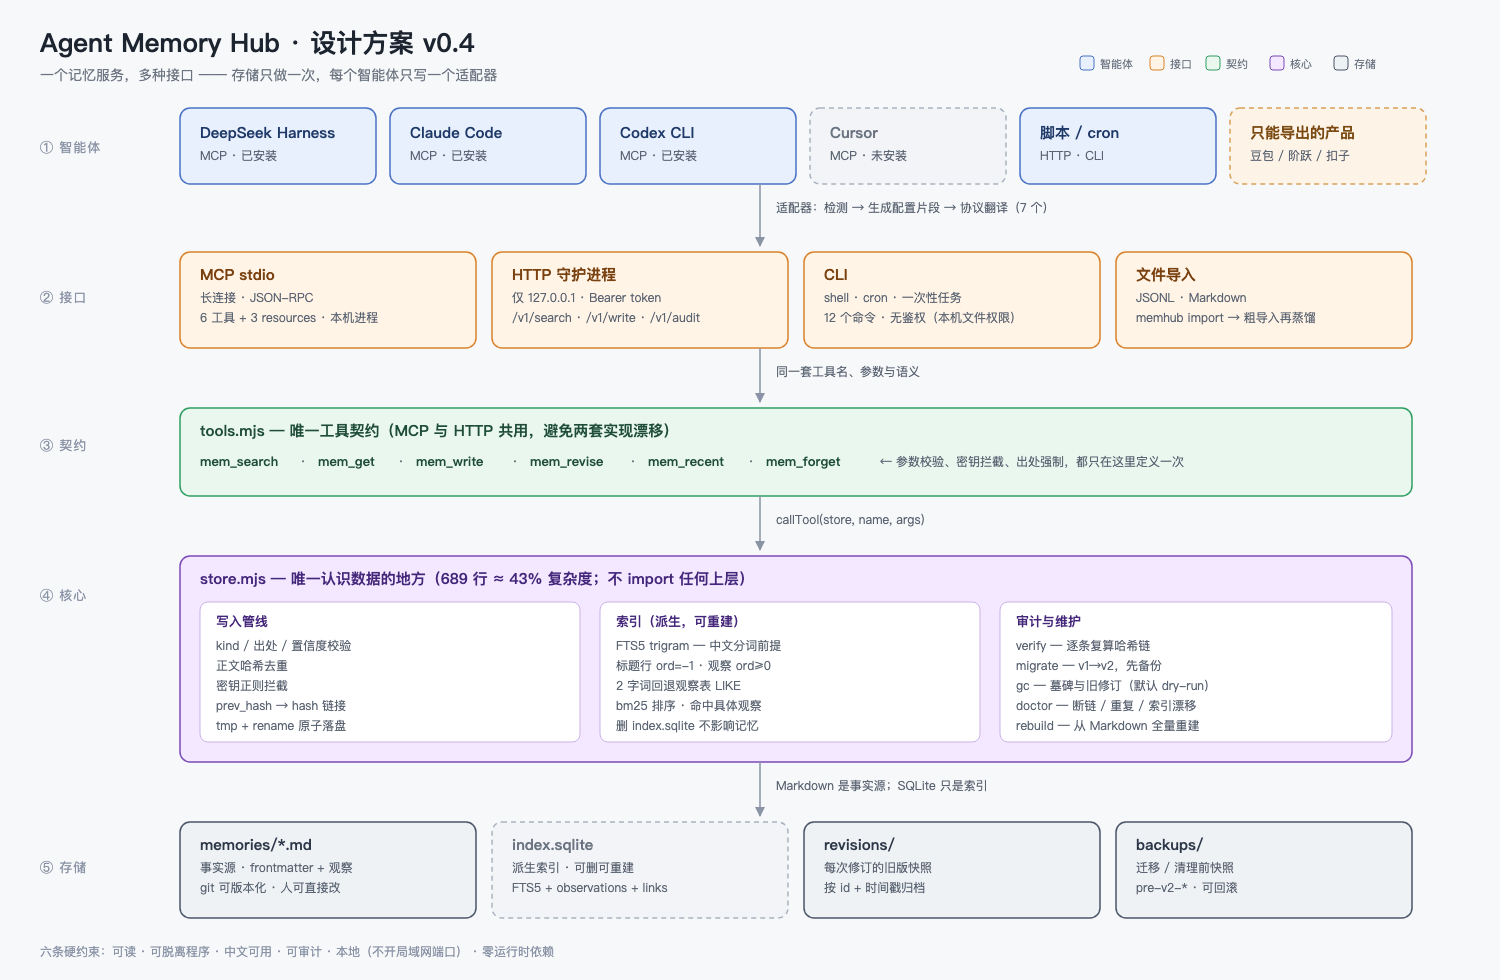 Agent Memory Hub · 设计方案 v0.4
一个记忆服务，多种接口 —— 存储只做一次，每个智能体只写一个适配器
智能体 接口 契约 核心 存储
① 智能体
DeepSeek Harness
MCP · 已安装
Claude Code
MCP · 已安装
Codex CLI
MCP · 已安装
Cursor
MCP · 未安装
脚本 / cron
HTTP · CLI
只能导出的产品
豆包 / 阶跃 / 扣子
适配器：检测 → 生成配置片段 → 协议翻译（7 个）
② 接口
MCP stdio
长连接 · JSON-RPC
6 工具 + 3 resources · 本机进程
HTTP 守护进程
仅 127.0.0.1 · Bearer token
/v1/search · /v1/write · /v1/audit
CLI
shell · cron · 一次性任务
12 个命令 · 无鉴权（本机文件权限）
文件导入
JSONL · Markdown
memhub import → 粗导入再蒸馏
同一套工具名、参数与语义
③ 契约
tools.mjs — 唯一工具契约（MCP 与 HTTP 共用，避免两套实现漂移）
mem_search · mem_get · mem_write · mem_revise · mem_recent · mem_forget ← 参数校验、密钥拦截、出处强制，都只在这里定义一次
callTool(store, name, args)
④ 核心
store.mjs — 唯一认识数据的地方（689 行 ≈ 43% 复杂度；不 import 任何上层）
写入管线
kind / 出处 / 置信度校验
正文哈希去重
密钥正则拦截
prev_hash → hash 链接
tmp + rename 原子落盘
索引（派生，可重建）
FTS5 trigram — 中文分词前提
标题行 ord=-1 · 观察 ord≥0
2 字词回退观察表 LIKE
bm25 排序 · 命中具体观察
删 index.sqlite 不影响记忆
审计与维护
verify — 逐条复算哈希链
migrate — v1→v2，先备份
gc — 墓碑与旧修订（默认 dry-run）
doctor — 断链 / 重复 / 索引漂移
rebuild — 从 Markdown 全量重建
Markdown 是事实源；SQLite 只是索引
⑤ 存储
memories/*.md
事实源 · frontmatter + 观察
git 可版本化 · 人可直接改
index.sqlite
派生索引 · 可删可重建
FTS5 + observations + links
revisions/
每次修订的旧版快照
按 id + 时间戳归档
backups/
迁移 / 清理前快照
pre-v2-* · 可回滚
六条硬约束：可读 · 可脱离程序 · 中文可用 · 可审计 · 本地（不开局域网端口） · 零运行时依赖